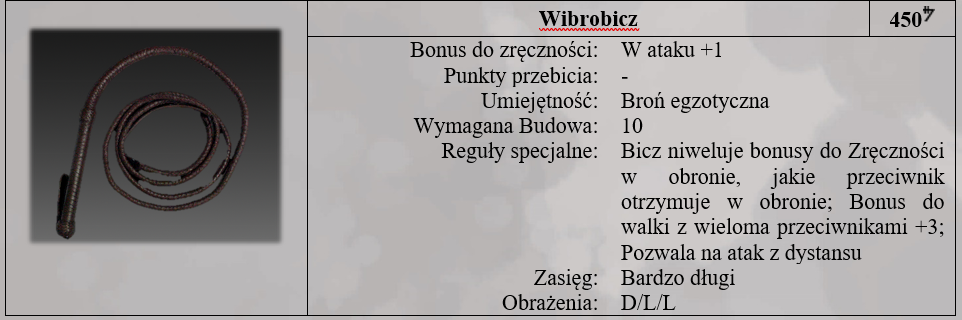 Wibrobicz 450
Bonus do zręczności: W ataku +1
Punkty przebicia: -
Umiejętność: Broń egzotyczna
Wymagana Budowa: 10
Reguły specjalne: Bicz niweluje bonusy do Zręczności
w obronie, jakie przeciwnik
otrzymuje w obronie; Bonus do
walki z wieloma przeciwnikami +3;
Pozwala na atak z dystansu
Zasięg: Bardzo długi
Obrażenia: D/L/L